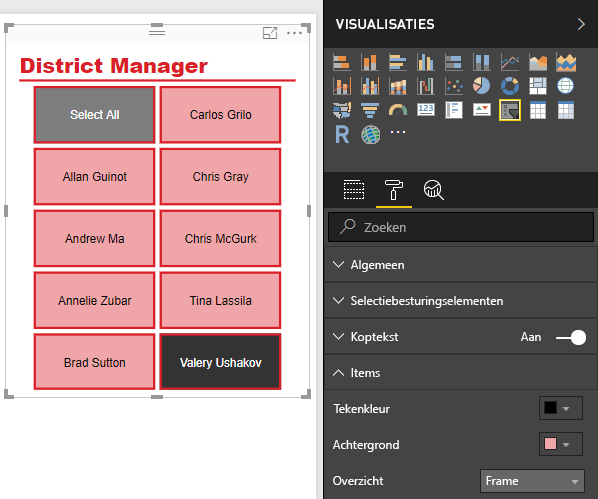 VISUALISATIES
District Manager
Select All
Carlos Grilo
Allan Guinot
Chris Gray
Andrew Ma
Chris McGurk
Annelie Zubar
Tina Lassila
Brad Sutton
Valery Ushakov
123
R
Zoeken
Algemeen
Selectiebesturingselementen
Koptekst Aan
Items
Tekenkleur
Achtergrond
Overzicht Frame